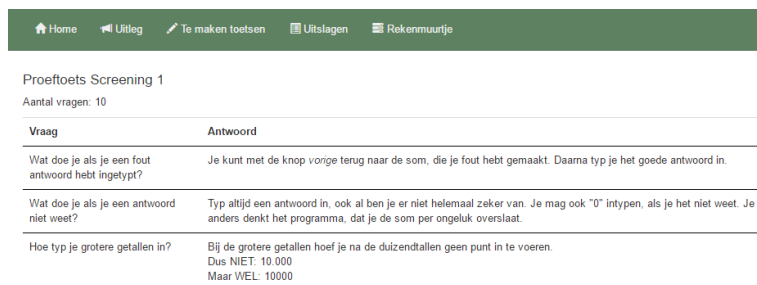 Home Uitleg Te maken toetsen Uitslagen Rekenmuurtje
Proeftoets Screening 1
Aantal vragen: 10
Vraag Antwoord
Wat doe je als je een fout Je kunt met de knop vorige terug naar de som, die je fout hebt gemaakt. Daarna typ je het goede antwoord in.
antwoord hebt ingetypt?
Wat doe je als je een antwoord Typ altijd een antwoord in, ook al ben je er niet helemaal zeker van. Je mag ook "0" intypen, als je het niet weet. Je
niet weet? anders denkt het programma, dat je de som per ongeluk overslaat.
Hoe typ je grotere getallen in? Bij de grotere getallen hoef je na de duizendtallen geen punt in te voeren.
Dus NIET: 10.000
Maar WEL: 10000